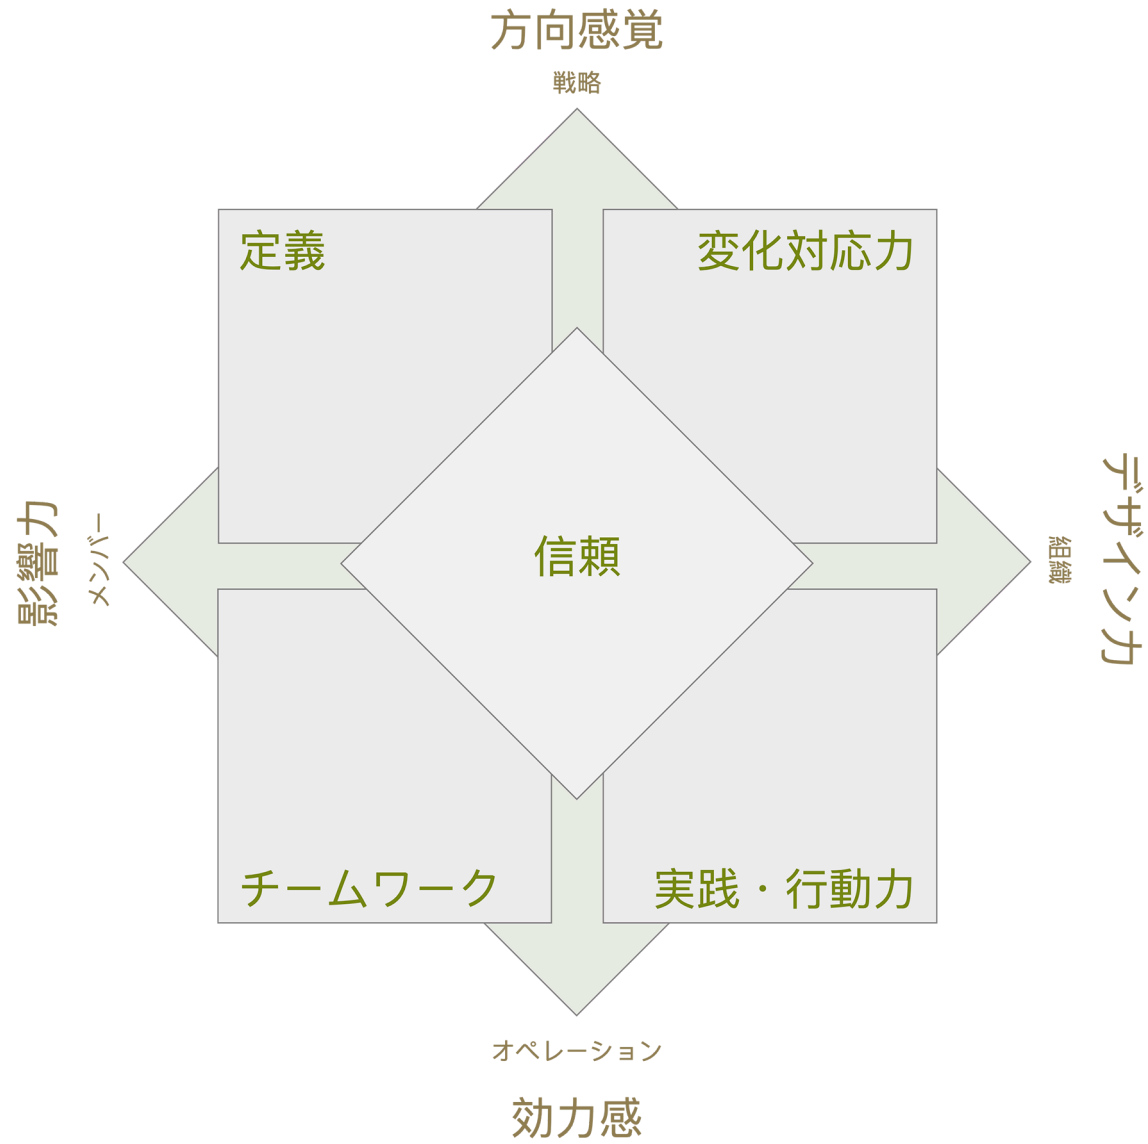 方向感覚
戦略
定義
変化対応力
影響力
メンバー
信頼
組織
デザイン力
チームワーク
実践・行動力
オペレーション
効力感